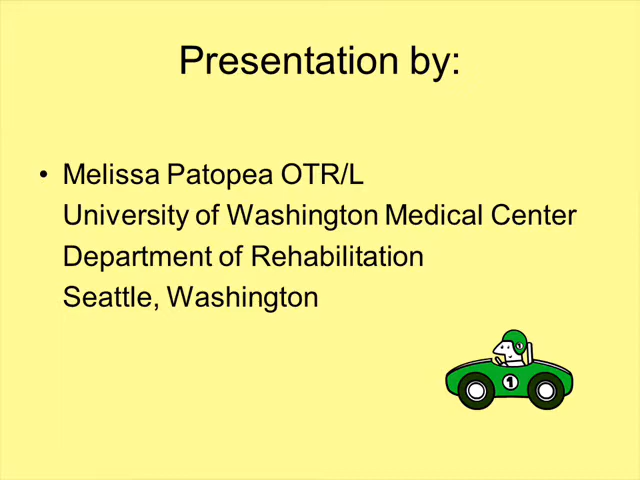 Presentation by:
• Melissa Patopea OTR/L
University of Washington Medical Center
Department of Rehabilitation
Seattle, Washington
1